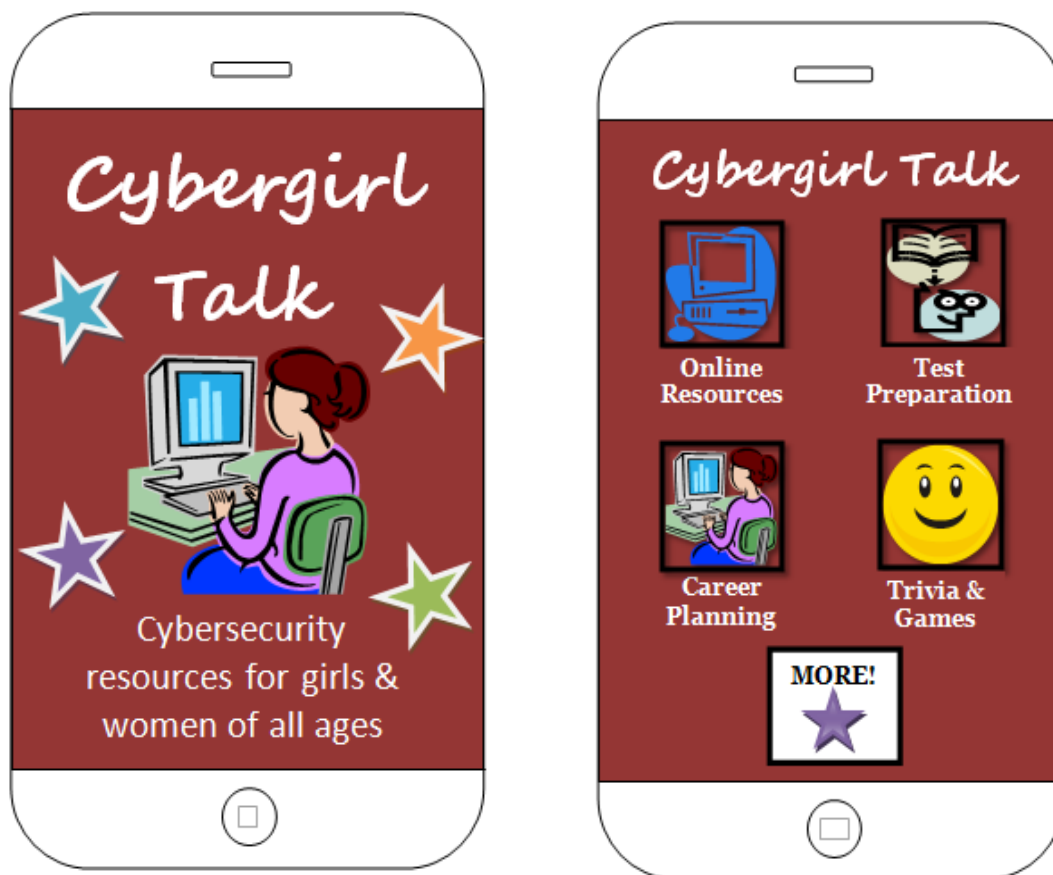 Cybergirl
Talk
Cybersecurity
resources for girls &
women of all ages
Cybergirl Talk
Online
Resources
Test
Preparation
Career
Planning
Trivia &
Games
MORE!